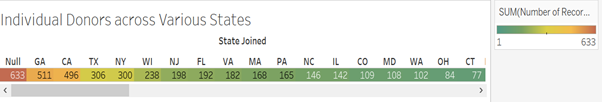 Individual Donors across Various States
SUM(Number of Recor...
1 633
State Joined
Null GA CA TX NY WI NJ FL VA MA PA NC IN CO MD WA OH CT
633 511 496 306 300 238 198 192 182 168 165 146 142 109 108 102 84 77